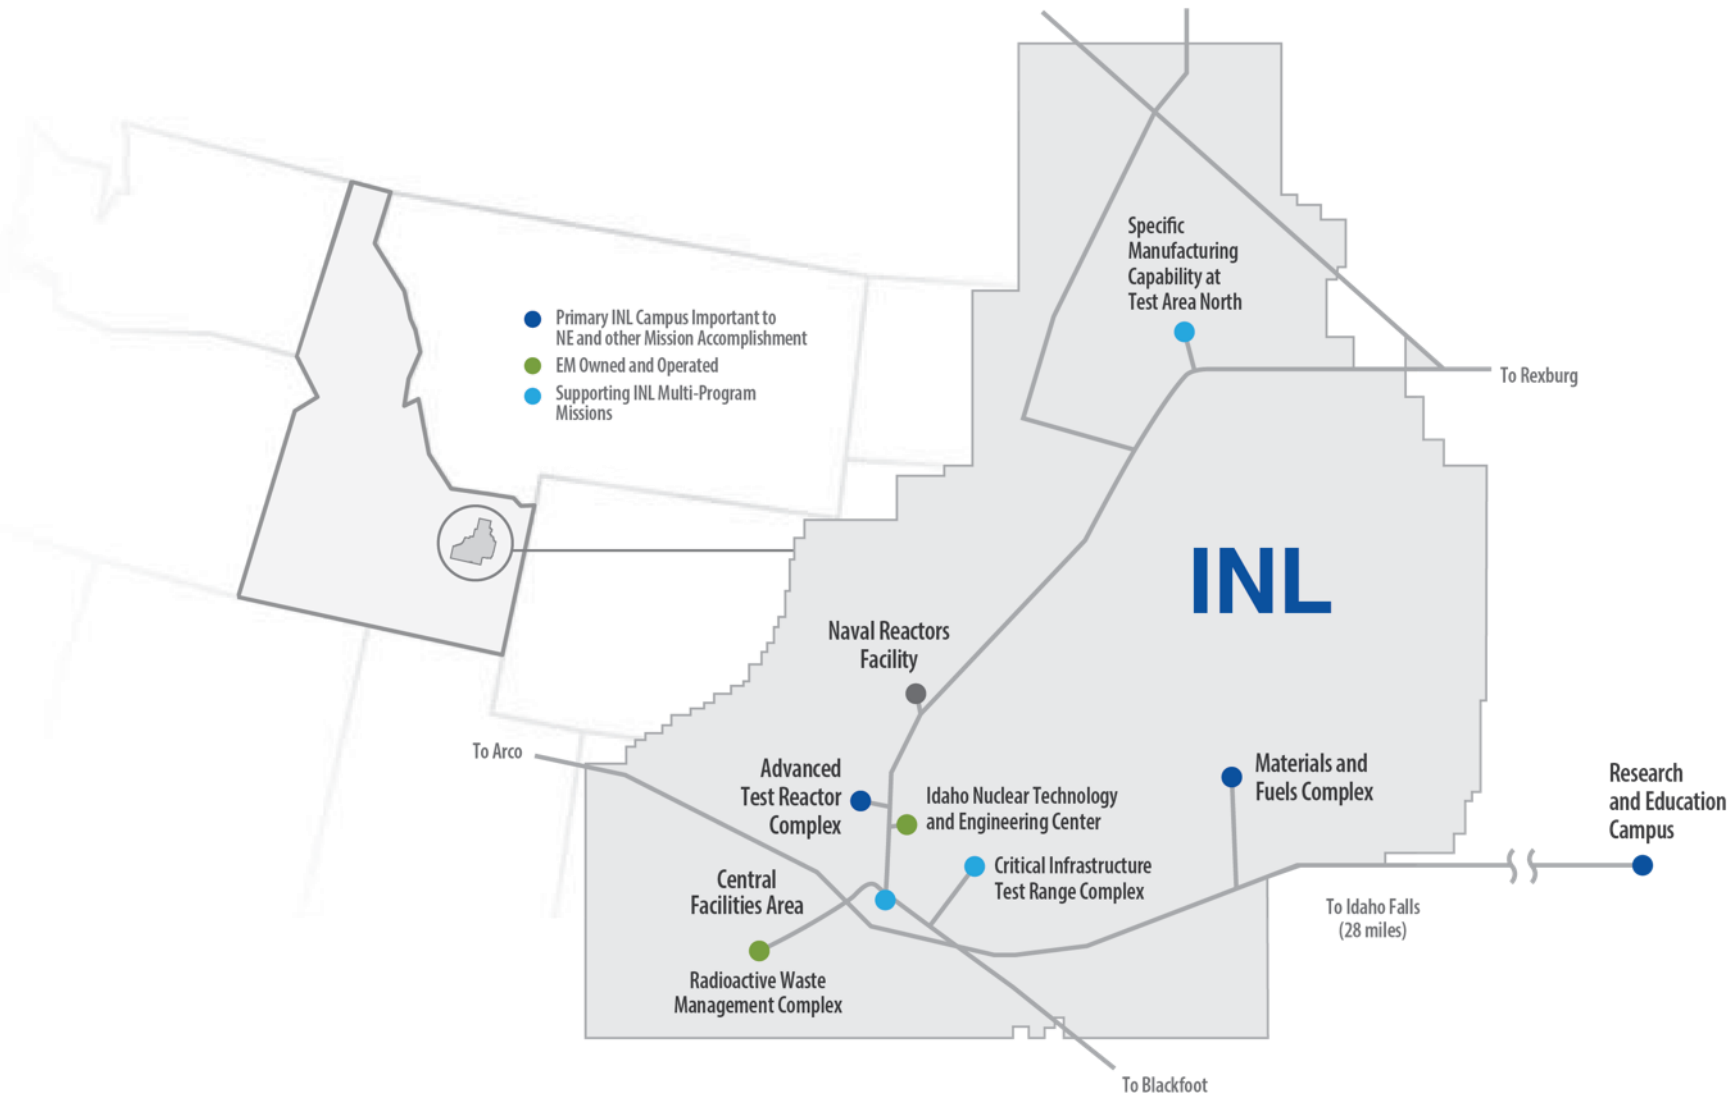 Specific
Manufacturing
Capability at
Test Area North
Primary INL Campus Important to
NE and other Mission Accomplishment
EM Owned and Operated
Supporting INL Multi-Program
Missions
To Rexburg
INL
Naval Reactors
Facility
To Arco
Advanced
Test Reactor
Complex
Idaho Nuclear Technology
and Engineering Center
Materials and
Fuels Complex
Research
and Education
Campus
Critical Infrastructure
Test Range Complex
Central
Facilities Area
To Idaho Falls
(28 miles)
Radioactive Waste
Management Complex
To Blackfoot